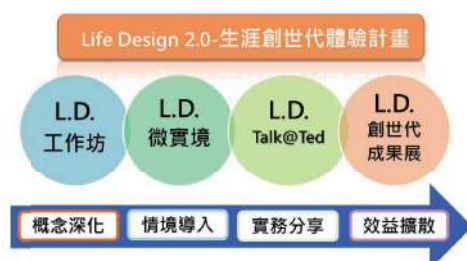 Life Design 2.0-生涯創世代體驗計畫
L.D.
工作坊
L.D.
微實境
L.D.
Talk@Ted
L.D.
創世代
成果展
概念深化
情境導入
實務分享
效益擴散